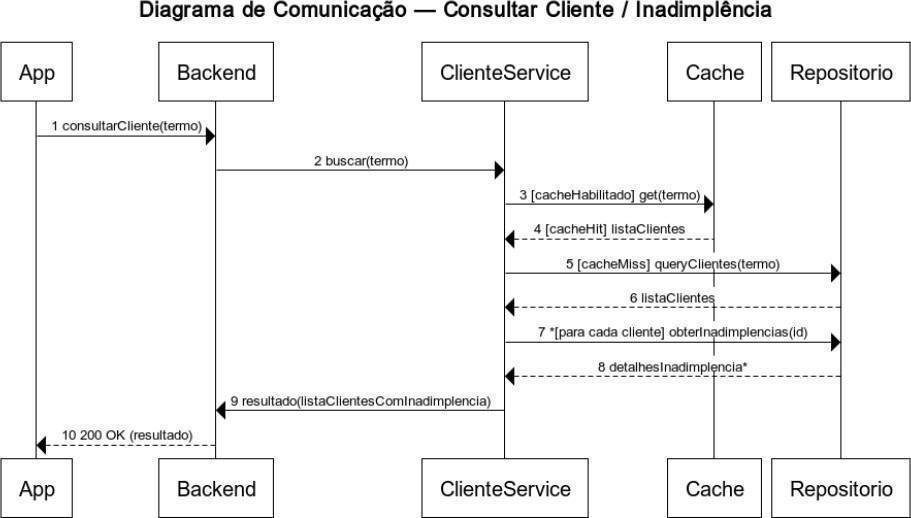 Diagrama de Comunicação — Consultar Cliente / Inadimplência
App
Backend
ClienteService
Cache
Repositorio
1 consultarCliente(termo)
2 buscar(termo)
3 [cacheHabilitado] get(termo)
4 [cacheHit] listaClientes
5 [cacheMiss] queryClientes(termo)
6 listaClientes
7 *[para cada cliente] obterInadimplencias(id)
8 detalhesInadimplencia*
9 resultado(listaClientesComInadimplencia)
10 200 OK (resultado)
App
Backend
ClienteService
Cache
Repositorio